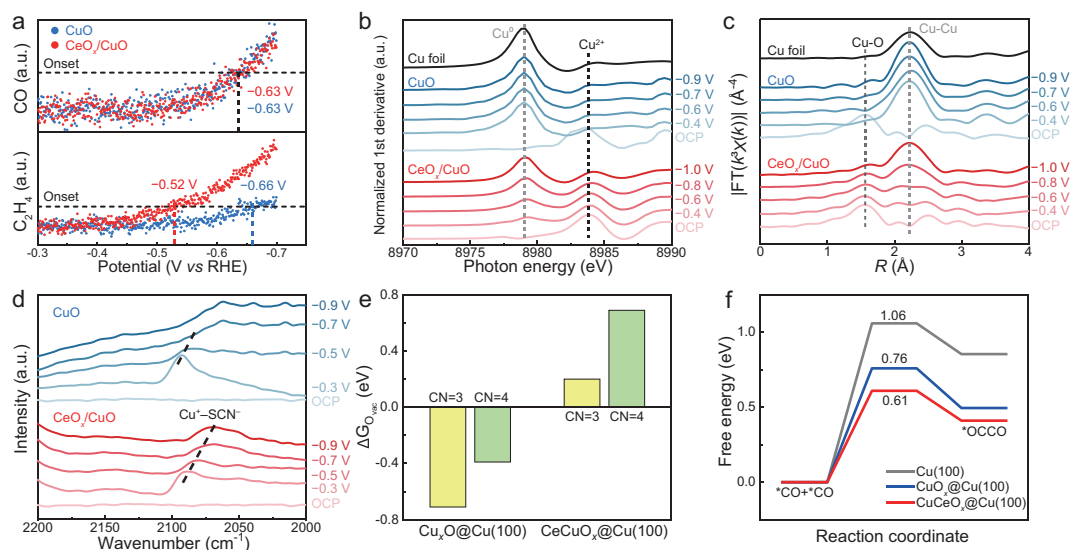 a
CuO
CeOₓ/CuO
CO (a.u.)
Onset
−0.63 V
−0.63 V
C₂H₄ (a.u.)
Onset
−0.52 V
−0.66 V
-0.3 -0.4 -0.5 -0.6 -0.7
Potential (V vs RHE)
b
Normalized 1st derivative (a.u.)
Cu foil
Cu⁰
Cu²⁺
CuO
−0.9 V
−0.7 V
−0.6 V
−0.4 V
OCP
CeOₓ/CuO
−1.0 V
−0.8 V
−0.6 V
−0.4 V
OCP
8970 8975 8980 8985 8990
Photon energy (eV)
c
|FT(k³χ(k)| (Å⁻⁴)
Cu foil
Cu-O
Cu-Cu
CuO
−0.9 V
−0.7 V
−0.6 V
−0.4 V
OCP
CeOₓ/CuO
−1.0 V
−0.8 V
−0.6 V
−0.4 V
OCP
0 1 2 3 4
R (Å)
d
Intensity (a.u.)
CuO
−0.9 V
−0.7 V
−0.5 V
−0.3 V
OCP
CeOₓ/CuO
Cu⁺–SCN⁻
−0.9 V
−0.7 V
−0.5 V
−0.3 V
OCP
2200 2150 2100 2050 2000
Wavenumber (cm⁻¹)
e
ΔG_Ovac (eV)
0.8
0.4
0.0
-0.4
-0.8
CN=3 CN=4
CN=3 CN=4
CuₓO@Cu(100) CeCuOₓ@Cu(100)
f
Free energy (eV)
1.0
0.5
0.0
1.06
0.76
0.61
*OCCO
*CO+*CO
Cu(100)
CuOₓ@Cu(100)
CuCeOₓ@Cu(100)
Reaction coordinate